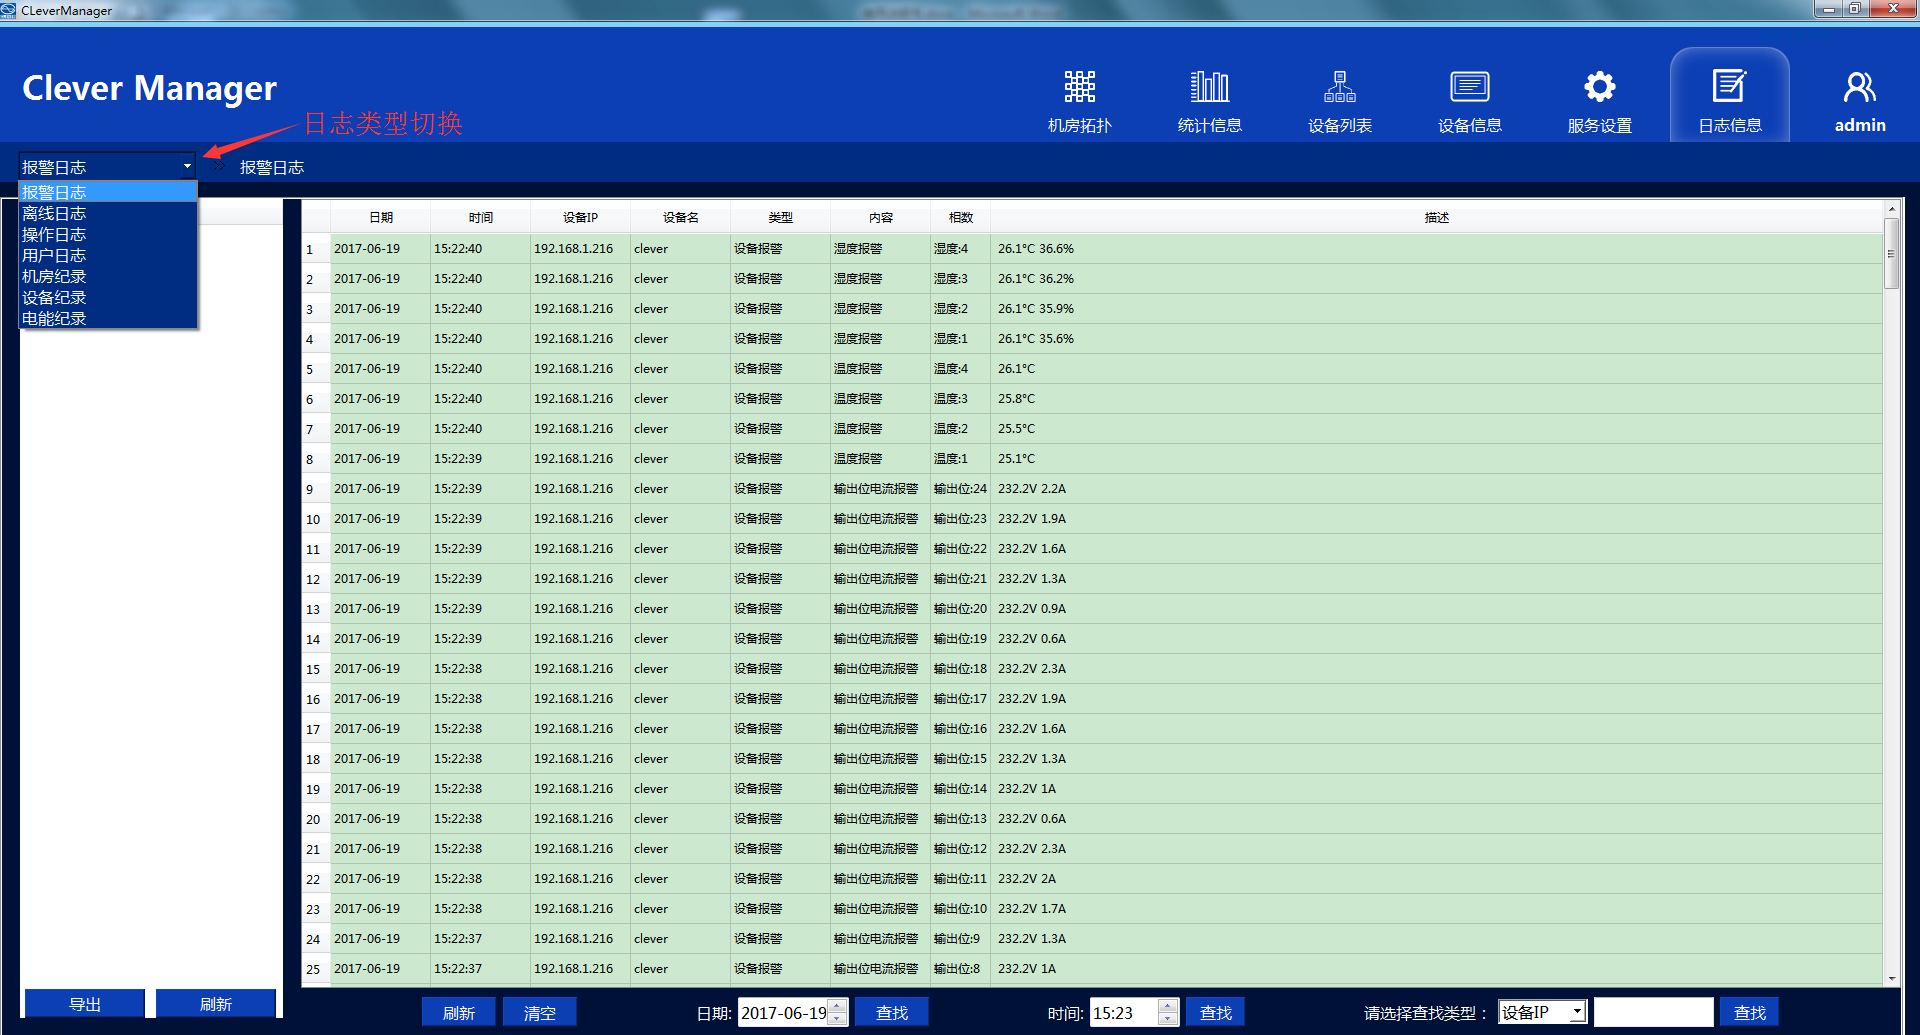 CLeverManager
Clever Manager
机房拓扑 统计信息 设备列表 设备信息 服务设置 日志信息 admin
日志类型切换
报警日志 » 报警日志
报警日志
离线日志
操作日志
用户日志
机房纪录
设备纪录
电能纪录
日期 时间 设备IP 设备名 类型 内容 相数 描述
1 2017-06-19 15:22:40 192.168.1.216 clever 设备报警 湿度报警 湿度:4 26.1°C 36.6%
2 2017-06-19 15:22:40 192.168.1.216 clever 设备报警 湿度报警 湿度:3 26.1°C 36.2%
3 2017-06-19 15:22:40 192.168.1.216 clever 设备报警 湿度报警 湿度:2 26.1°C 35.9%
4 2017-06-19 15:22:40 192.168.1.216 clever 设备报警 湿度报警 湿度:1 26.1°C 35.6%
5 2017-06-19 15:22:40 192.168.1.216 clever 设备报警 温度报警 温度:4 26.1°C
6 2017-06-19 15:22:40 192.168.1.216 clever 设备报警 温度报警 温度:3 25.8°C
7 2017-06-19 15:22:40 192.168.1.216 clever 设备报警 温度报警 温度:2 25.5°C
8 2017-06-19 15:22:39 192.168.1.216 clever 设备报警 温度报警 温度:1 25.1°C
9 2017-06-19 15:22:39 192.168.1.216 clever 设备报警 输出位电流报警 输出位:24 232.2V 2.2A
10 2017-06-19 15:22:39 192.168.1.216 clever 设备报警 输出位电流报警 输出位:23 232.2V 1.9A
11 2017-06-19 15:22:39 192.168.1.216 clever 设备报警 输出位电流报警 输出位:22 232.2V 1.6A
12 2017-06-19 15:22:39 192.168.1.216 clever 设备报警 输出位电流报警 输出位:21 232.2V 1.3A
13 2017-06-19 15:22:39 192.168.1.216 clever 设备报警 输出位电流报警 输出位:20 232.2V 0.9A
14 2017-06-19 15:22:39 192.168.1.216 clever 设备报警 输出位电流报警 输出位:19 232.2V 0.6A
15 2017-06-19 15:22:38 192.168.1.216 clever 设备报警 输出位电流报警 输出位:18 232.2V 2.3A
16 2017-06-19 15:22:38 192.168.1.216 clever 设备报警 输出位电流报警 输出位:17 232.2V 1.9A
17 2017-06-19 15:22:38 192.168.1.216 clever 设备报警 输出位电流报警 输出位:16 232.2V 1.6A
18 2017-06-19 15:22:38 192.168.1.216 clever 设备报警 输出位电流报警 输出位:15 232.2V 1.3A
19 2017-06-19 15:22:38 192.168.1.216 clever 设备报警 输出位电流报警 输出位:14 232.2V 1A
20 2017-06-19 15:22:38 192.168.1.216 clever 设备报警 输出位电流报警 输出位:13 232.2V 0.6A
21 2017-06-19 15:22:38 192.168.1.216 clever 设备报警 输出位电流报警 输出位:12 232.2V 2.3A
22 2017-06-19 15:22:38 192.168.1.216 clever 设备报警 输出位电流报警 输出位:11 232.2V 2A
23 2017-06-19 15:22:38 192.168.1.216 clever 设备报警 输出位电流报警 输出位:10 232.2V 1.7A
24 2017-06-19 15:22:37 192.168.1.216 clever 设备报警 输出位电流报警 输出位:9 232.2V 1.3A
25 2017-06-19 15:22:37 192.168.1.216 clever 设备报警 输出位电流报警 输出位:8 232.2V 1A
导出 刷新 刷新 清空 日期: 2017-06-19 查找 时间: 15:23 查找 请选择查找类型： 设备IP 查找